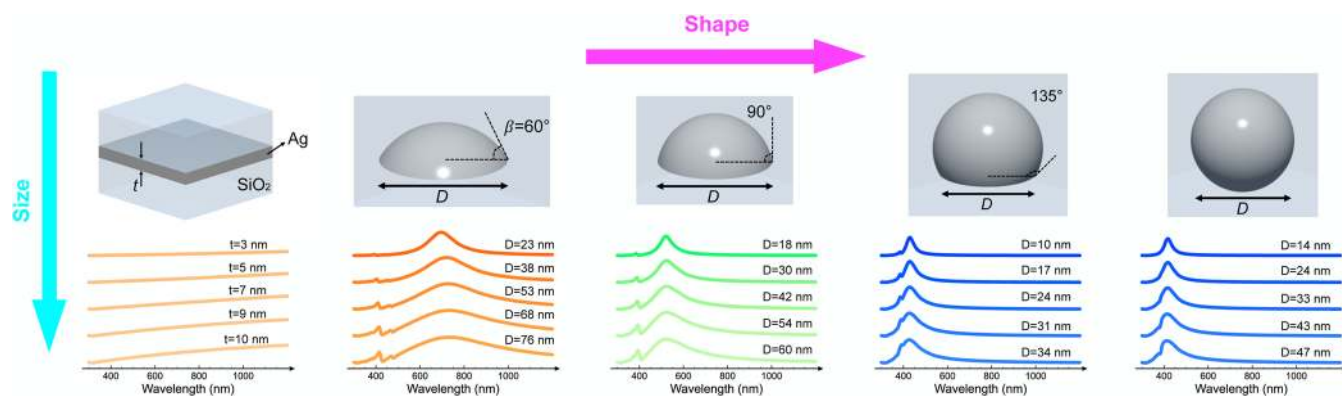 Shape
Size
Ag
t
SiO₂
β=60°
D
90°
D
135°
D
D
t=3 nm
t=5 nm
t=7 nm
t=9 nm
t=10 nm
400 600 800 1000
Wavelength (nm)
D=23 nm
D=38 nm
D=53 nm
D=68 nm
D=76 nm
400 600 800 1000
Wavelength (nm)
D=18 nm
D=30 nm
D=42 nm
D=54 nm
D=60 nm
400 600 800 1000
Wavelength (nm)
D=10 nm
D=17 nm
D=24 nm
D=31 nm
D=34 nm
400 600 800 1000
Wavelength (nm)
D=14 nm
D=24 nm
D=33 nm
D=43 nm
D=47 nm
400 600 800 1000
Wavelength (nm)